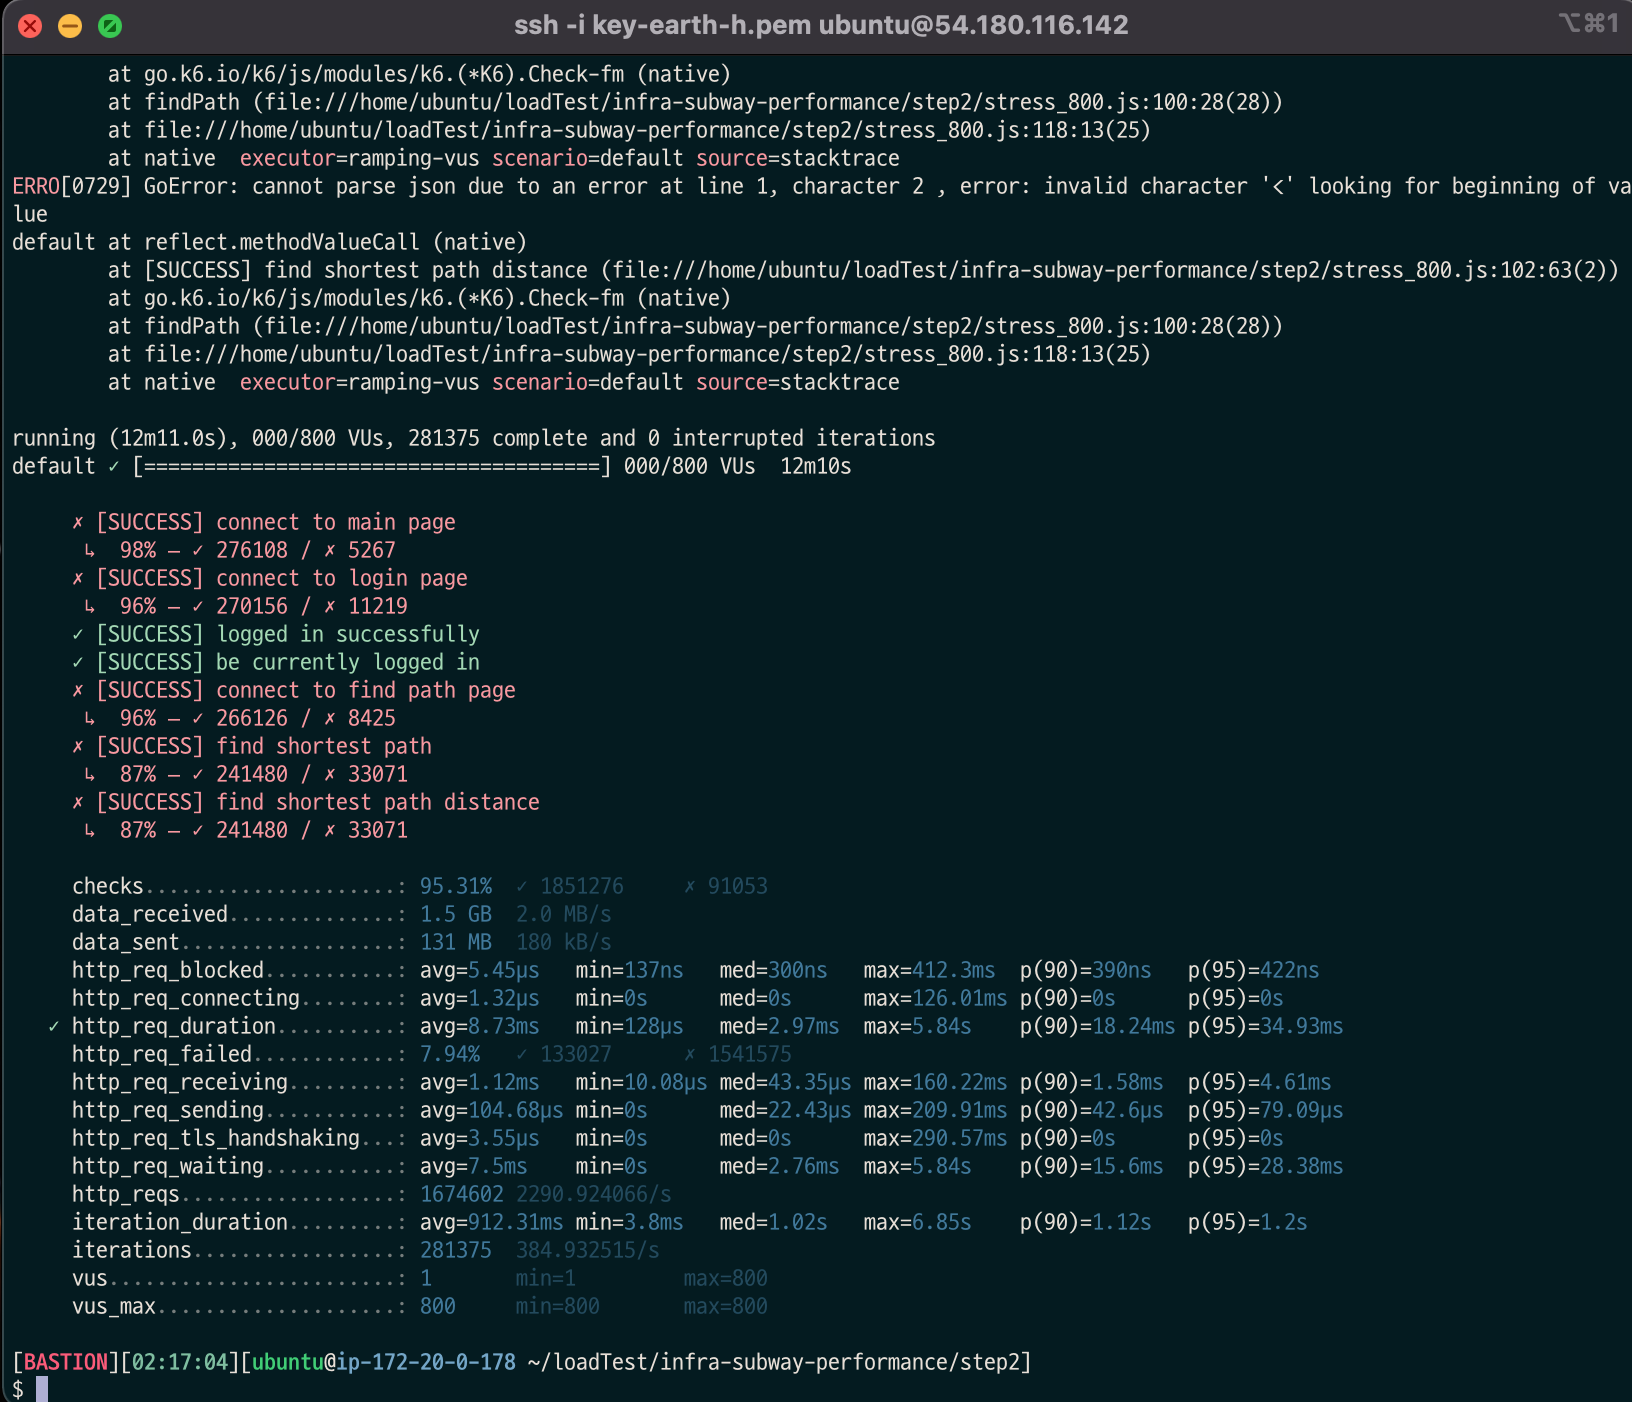 ssh -i key-earth-h.pem ubuntu@54.180.116.142
⌥⌘1
at go.k6.io/k6/js/modules/k6.(*K6).Check-fm (native)
at findPath (file:///home/ubuntu/loadTest/infra-subway-performance/step2/stress_800.js:100:28(28))
at file:///home/ubuntu/loadTest/infra-subway-performance/step2/stress_800.js:118:13(25)
at native  executor=ramping-vus scenario=default source=stacktrace
ERRO[0729] GoError: cannot parse json due to an error at line 1, character 2 , error: invalid character '<' looking for beginning of va
lue
default at reflect.methodValueCall (native)
at [SUCCESS] find shortest path distance (file:///home/ubuntu/loadTest/infra-subway-performance/step2/stress_800.js:102:63(2))
at go.k6.io/k6/js/modules/k6.(*K6).Check-fm (native)
at findPath (file:///home/ubuntu/loadTest/infra-subway-performance/step2/stress_800.js:100:28(28))
at file:///home/ubuntu/loadTest/infra-subway-performance/step2/stress_800.js:118:13(25)
at native  executor=ramping-vus scenario=default source=stacktrace
running (12m11.0s), 000/800 VUs, 281375 complete and 0 interrupted iterations
default ✓ [======================================] 000/800 VUs  12m10s
✗ [SUCCESS] connect to main page
↳  98% — ✓ 276108 / ✗ 5267
✗ [SUCCESS] connect to login page
↳  96% — ✓ 270156 / ✗ 11219
✓ [SUCCESS] logged in successfully
✓ [SUCCESS] be currently logged in
✗ [SUCCESS] connect to find path page
↳  96% — ✓ 266126 / ✗ 8425
✗ [SUCCESS] find shortest path
↳  87% — ✓ 241480 / ✗ 33071
✗ [SUCCESS] find shortest path distance
↳  87% — ✓ 241480 / ✗ 33071
checks.....................: 95.31%  ✓ 1851276     ✗ 91053
data_received..............: 1.5 GB  2.0 MB/s
data_sent..................: 131 MB  180 kB/s
http_req_blocked...........: avg=5.45µs   min=137ns   med=300ns   max=412.3ms  p(90)=390ns   p(95)=422ns
http_req_connecting........: avg=1.32µs   min=0s      med=0s      max=126.01ms p(90)=0s      p(95)=0s
✓ http_req_duration..........: avg=8.73ms   min=128µs   med=2.97ms  max=5.84s    p(90)=18.24ms p(95)=34.93ms
http_req_failed............: 7.94%   ✓ 133027      ✗ 1541575
http_req_receiving.........: avg=1.12ms   min=10.08µs med=43.35µs max=160.22ms p(90)=1.58ms  p(95)=4.61ms
http_req_sending...........: avg=104.68µs min=0s      med=22.43µs max=209.91ms p(90)=42.6µs  p(95)=79.09µs
http_req_tls_handshaking...: avg=3.55µs   min=0s      med=0s      max=290.57ms p(90)=0s      p(95)=0s
http_req_waiting...........: avg=7.5ms    min=0s      med=2.76ms  max=5.84s    p(90)=15.6ms  p(95)=28.38ms
http_reqs..................: 1674602 2290.924066/s
iteration_duration.........: avg=912.31ms min=3.8ms   med=1.02s   max=6.85s    p(90)=1.12s   p(95)=1.2s
iterations.................: 281375  384.932515/s
vus........................: 1       min=1         max=800
vus_max....................: 800     min=800       max=800
[BASTION][02:17:04][ubuntu@ip-172-20-0-178 ~/loadTest/infra-subway-performance/step2]
$